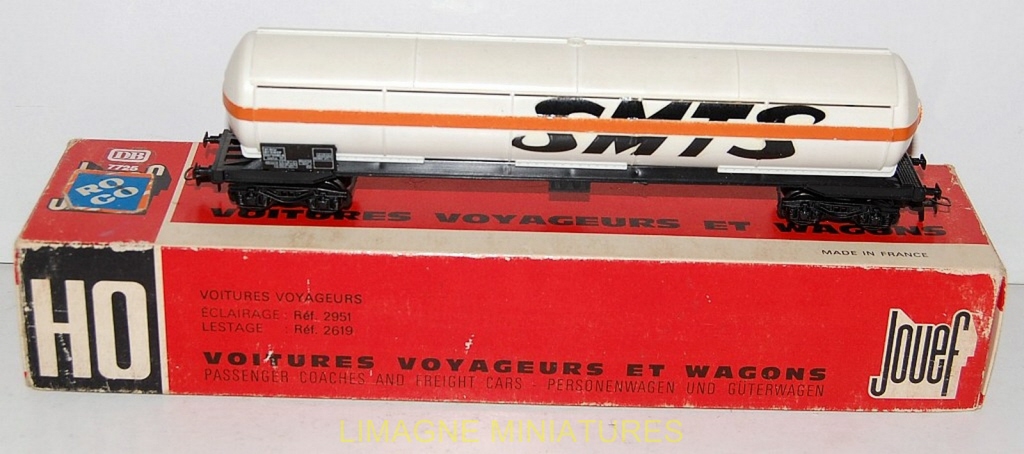 SMTS
DB
7725
ROCO
VOITURES VOYAGEURS ET WAGONS
MADE IN FRANCE
HO
VOITURES VOYAGEURS
ECLAIRAGE : Réf. 2951
LESTAGE : Réf. 2619
VOITURES VOYAGEURS ET WAGONS
PASSENGER COACHES AND FREIGHT CARS - PERSONENWAGEN UND GÜTERWAGEN
Jouef
LIMAGNE MINIATURES